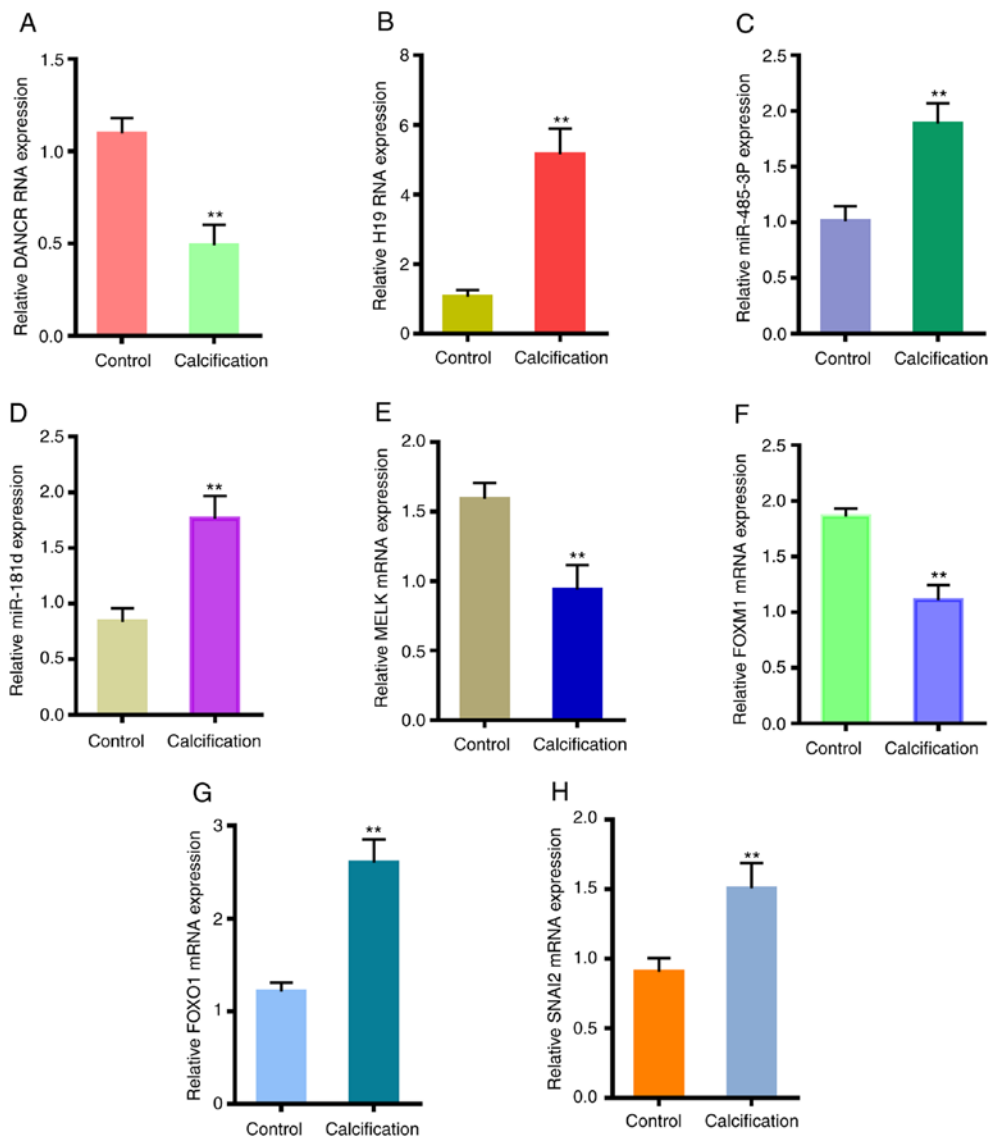 A
Relative DANCR RNA expression
1.5
1.0
0.5
0.0
**
Control Calcification
B
Relative H19 RNA expression
8
6
4
2
0
**
Control Calcification
C
Relative miR-485-3P expression
2.5
2.0
1.5
1.0
0.5
0.0
**
Control Calcification
D
Relative miR-181d expression
2.5
2.0
1.5
1.0
0.5
0.0
**
Control Calcification
E
Relative MELK mRNA expression
2.0
1.5
1.0
0.5
0.0
**
Control Calcification
F
Relative FOXM1 mRNA expression
2.5
2.0
1.5
1.0
0.5
0.0
**
Control Calcification
G
Relative FOXO1 mRNA expression
3
2
1
0
**
Control Calcification
H
Relative SNAI2 mRNA expression
2.0
1.5
1.0
0.5
0.0
**
Control Calcification